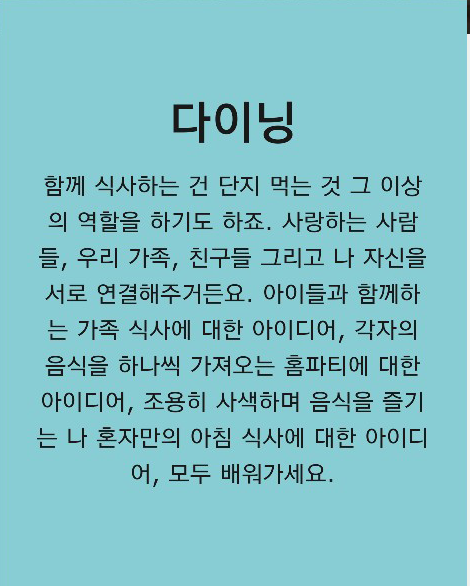 다이닝
함께 식사하는 건 단지 먹는 것 그 이상
의 역할을 하기도 하죠. 사랑하는 사람
들, 우리 가족, 친구들 그리고 나 자신을
서로 연결해주거든요. 아이들과 함께하
는 가족 식사에 대한 아이디어, 각자의
음식을 하나씩 가져오는 홈파티에 대한
아이디어, 조용히 사색하며 음식을 즐기
는 나 혼자만의 아침 식사에 대한 아이디
어, 모두 배워가세요.